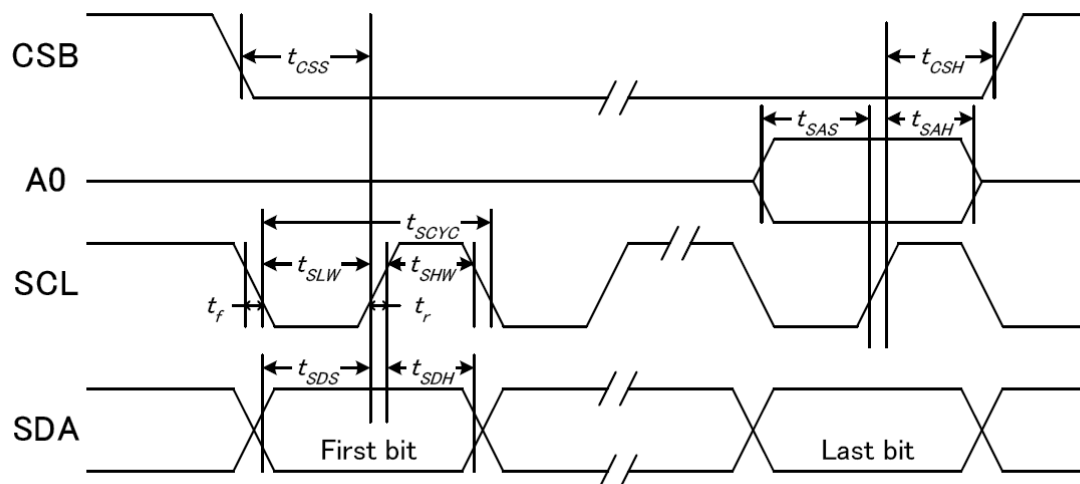 CSB
tCSS
tCSH
A0
tSAS
tSAH
SCL
tSCYC
tSLW
tSHW
tf
tr
SDA
tSDS
tSDH
First bit
Last bit